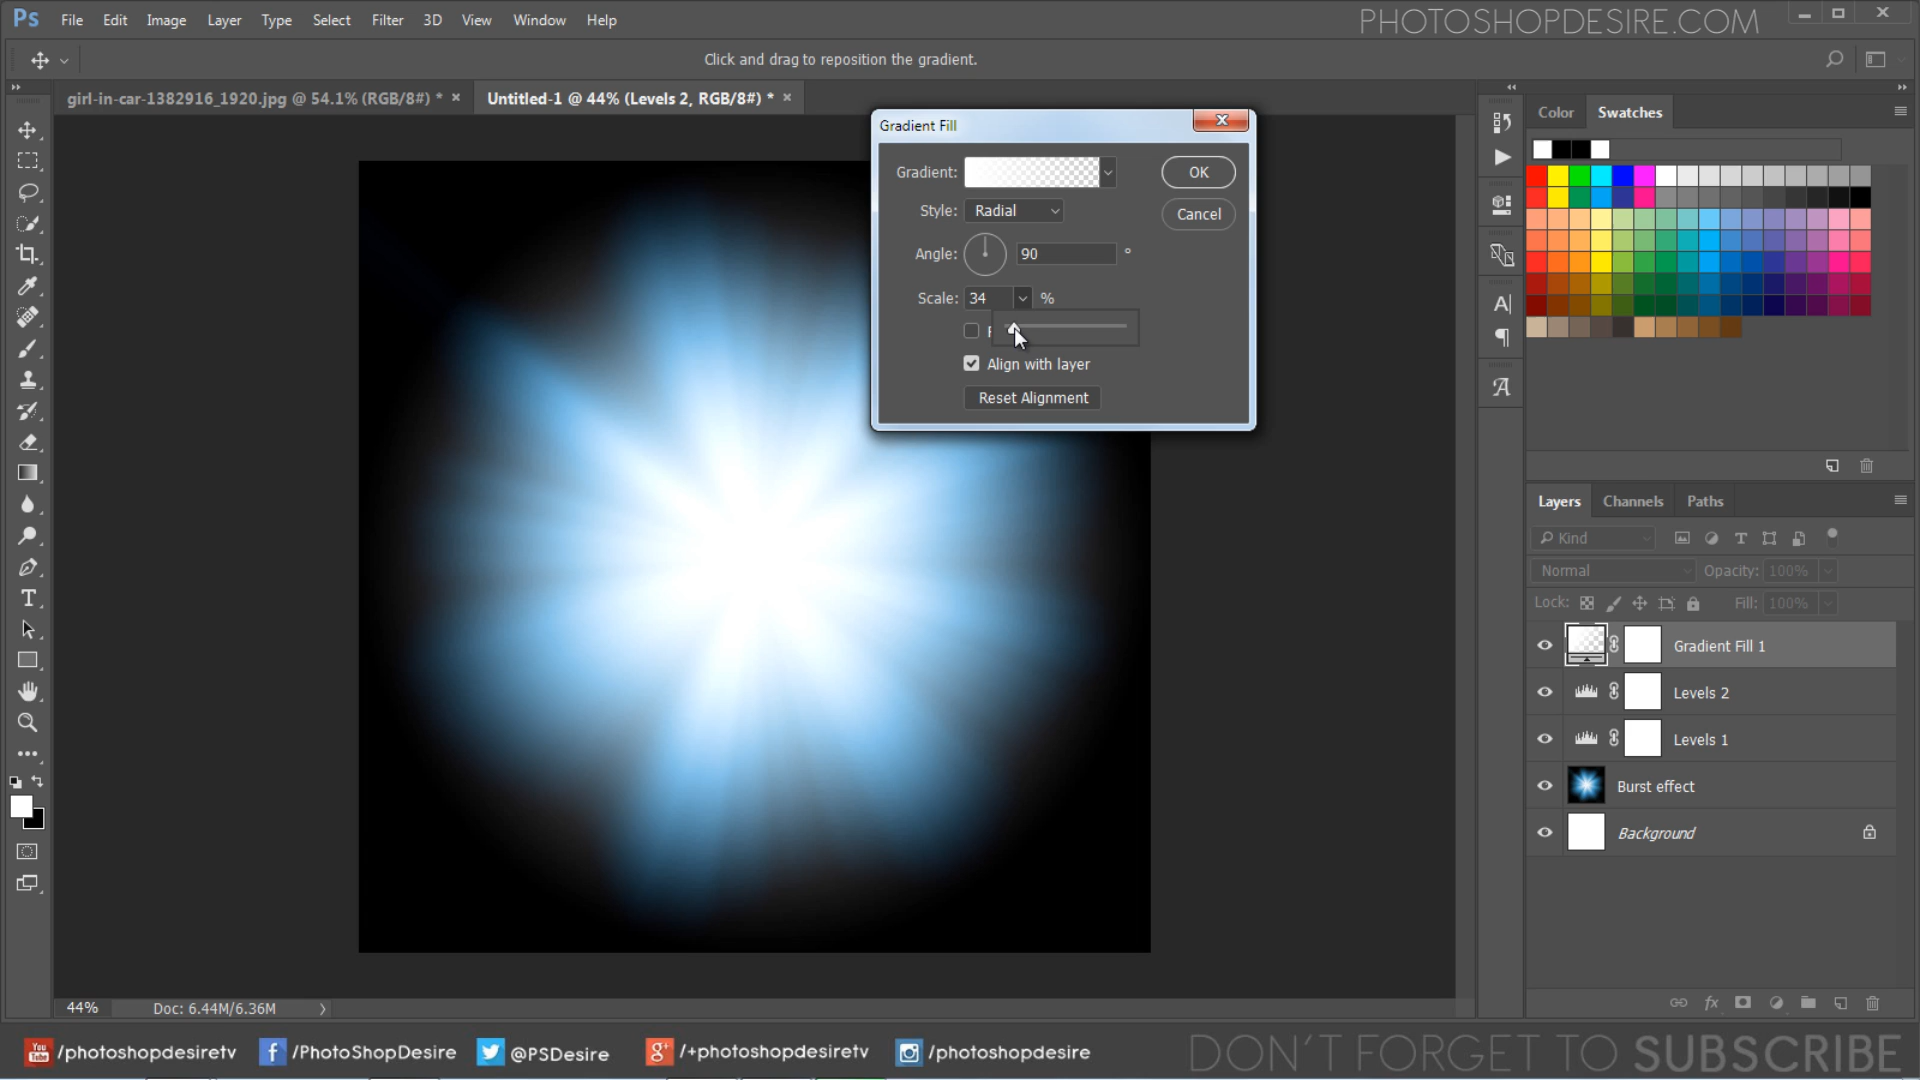 Ps File Edit Image Layer Type Select Filter 3D View Window Help
PHOTOSHOPDESIRE.COM
Click and drag to reposition the gradient.
girl-in-car-1382916_1920.jpg @ 54.1% (RGB/8#) * ×
Untitled-1 @ 44% (Levels 2, RGB/8#) * ×
Gradient Fill
Gradient:
OK
Style: Radial
Cancel
Angle: 90 °
Scale: 34 %
Align with layer
Reset Alignment
Color Swatches
Layers Channels Paths
Kind
Normal Opacity: 100%
Lock: Fill: 100%
Gradient Fill 1
Levels 2
Levels 1
Burst effect
Background
44% Doc: 6.44M/6.36M
You Tube /photoshopdesiretv
f /PhotoShopDesire
@PSDesire
g+ /+photoshopdesiretv
/photoshopdesire
DON'T FORGET TO SUBSCRIBE